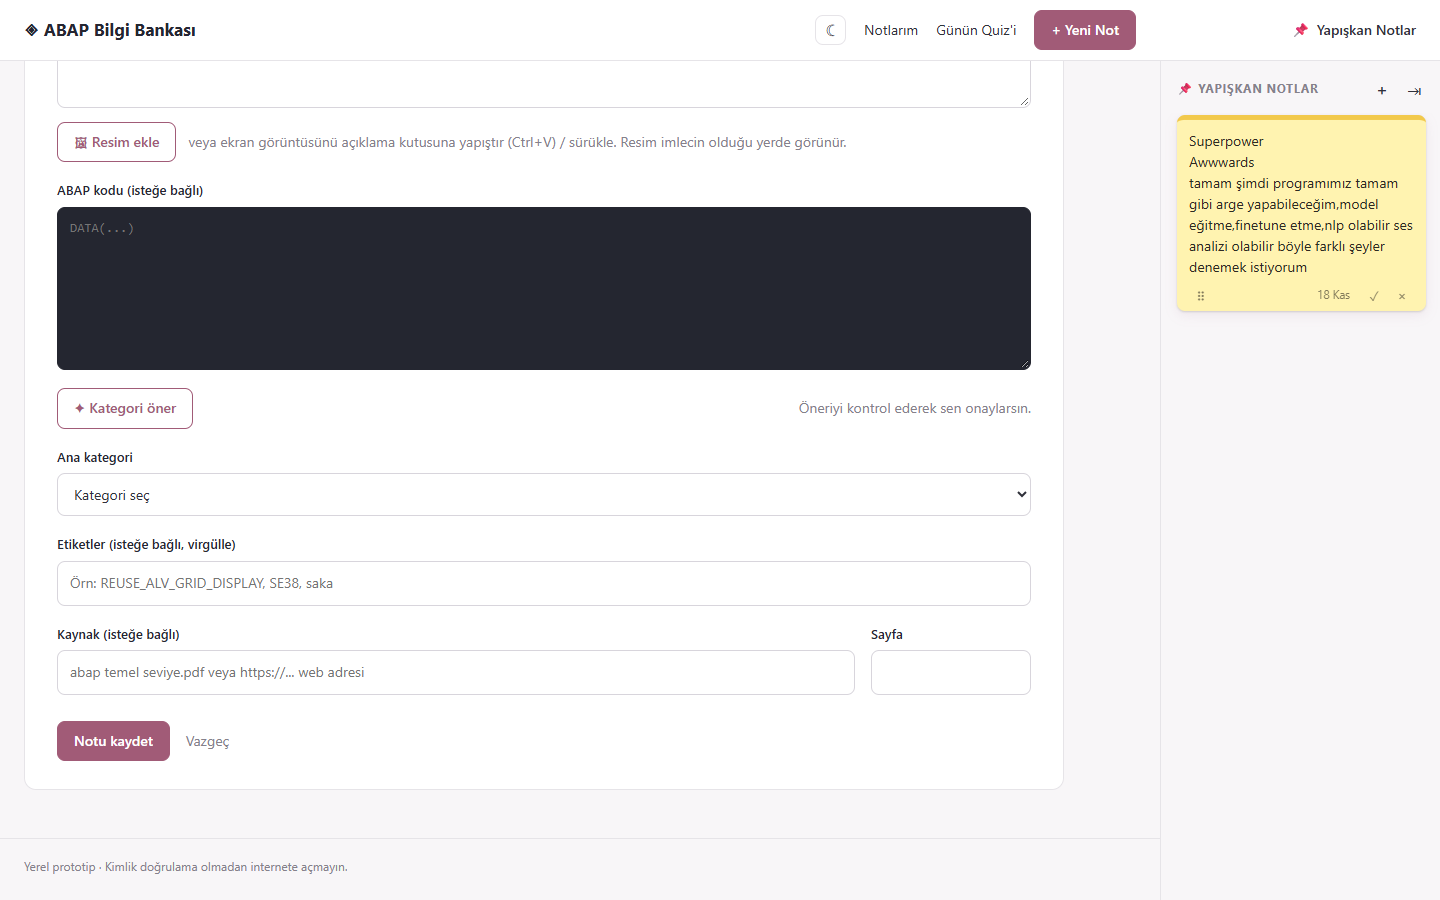 ◈ ABAP Bilgi Bankası
☾
Notlarım
Günün Quiz'i
+ Yeni Not
📌 Yapışkan Notlar
🖼 Resim ekle
veya ekran görüntüsünü açıklama kutusuna yapıştır (Ctrl+V) / sürükle. Resim imlecin olduğu yerde görünür.
ABAP kodu (isteğe bağlı)
DATA(...)
✦ Kategori öner
Öneriyi kontrol ederek sen onaylarsın.
Ana kategori
Kategori seç
Etiketler (isteğe bağlı, virgülle)
Örn: REUSE_ALV_GRID_DISPLAY, SE38, saka
Kaynak (isteğe bağlı)
Sayfa
abap temel seviye.pdf veya https://... web adresi
Notu kaydet
Vazgeç
Yerel prototip · Kimlik doğrulama olmadan internete açmayın.
📌 YAPIŞKAN NOTLAR
+ ⇥
Superpower
Awwwards
tamam şimdi programımız tamam
gibi arge yapabileceğim,model
eğitme,finetune etme,nlp olabilir ses
analizi olabilir böyle farklı şeyler
denemek istiyorum
⠿ 18 Kas ✓ ×